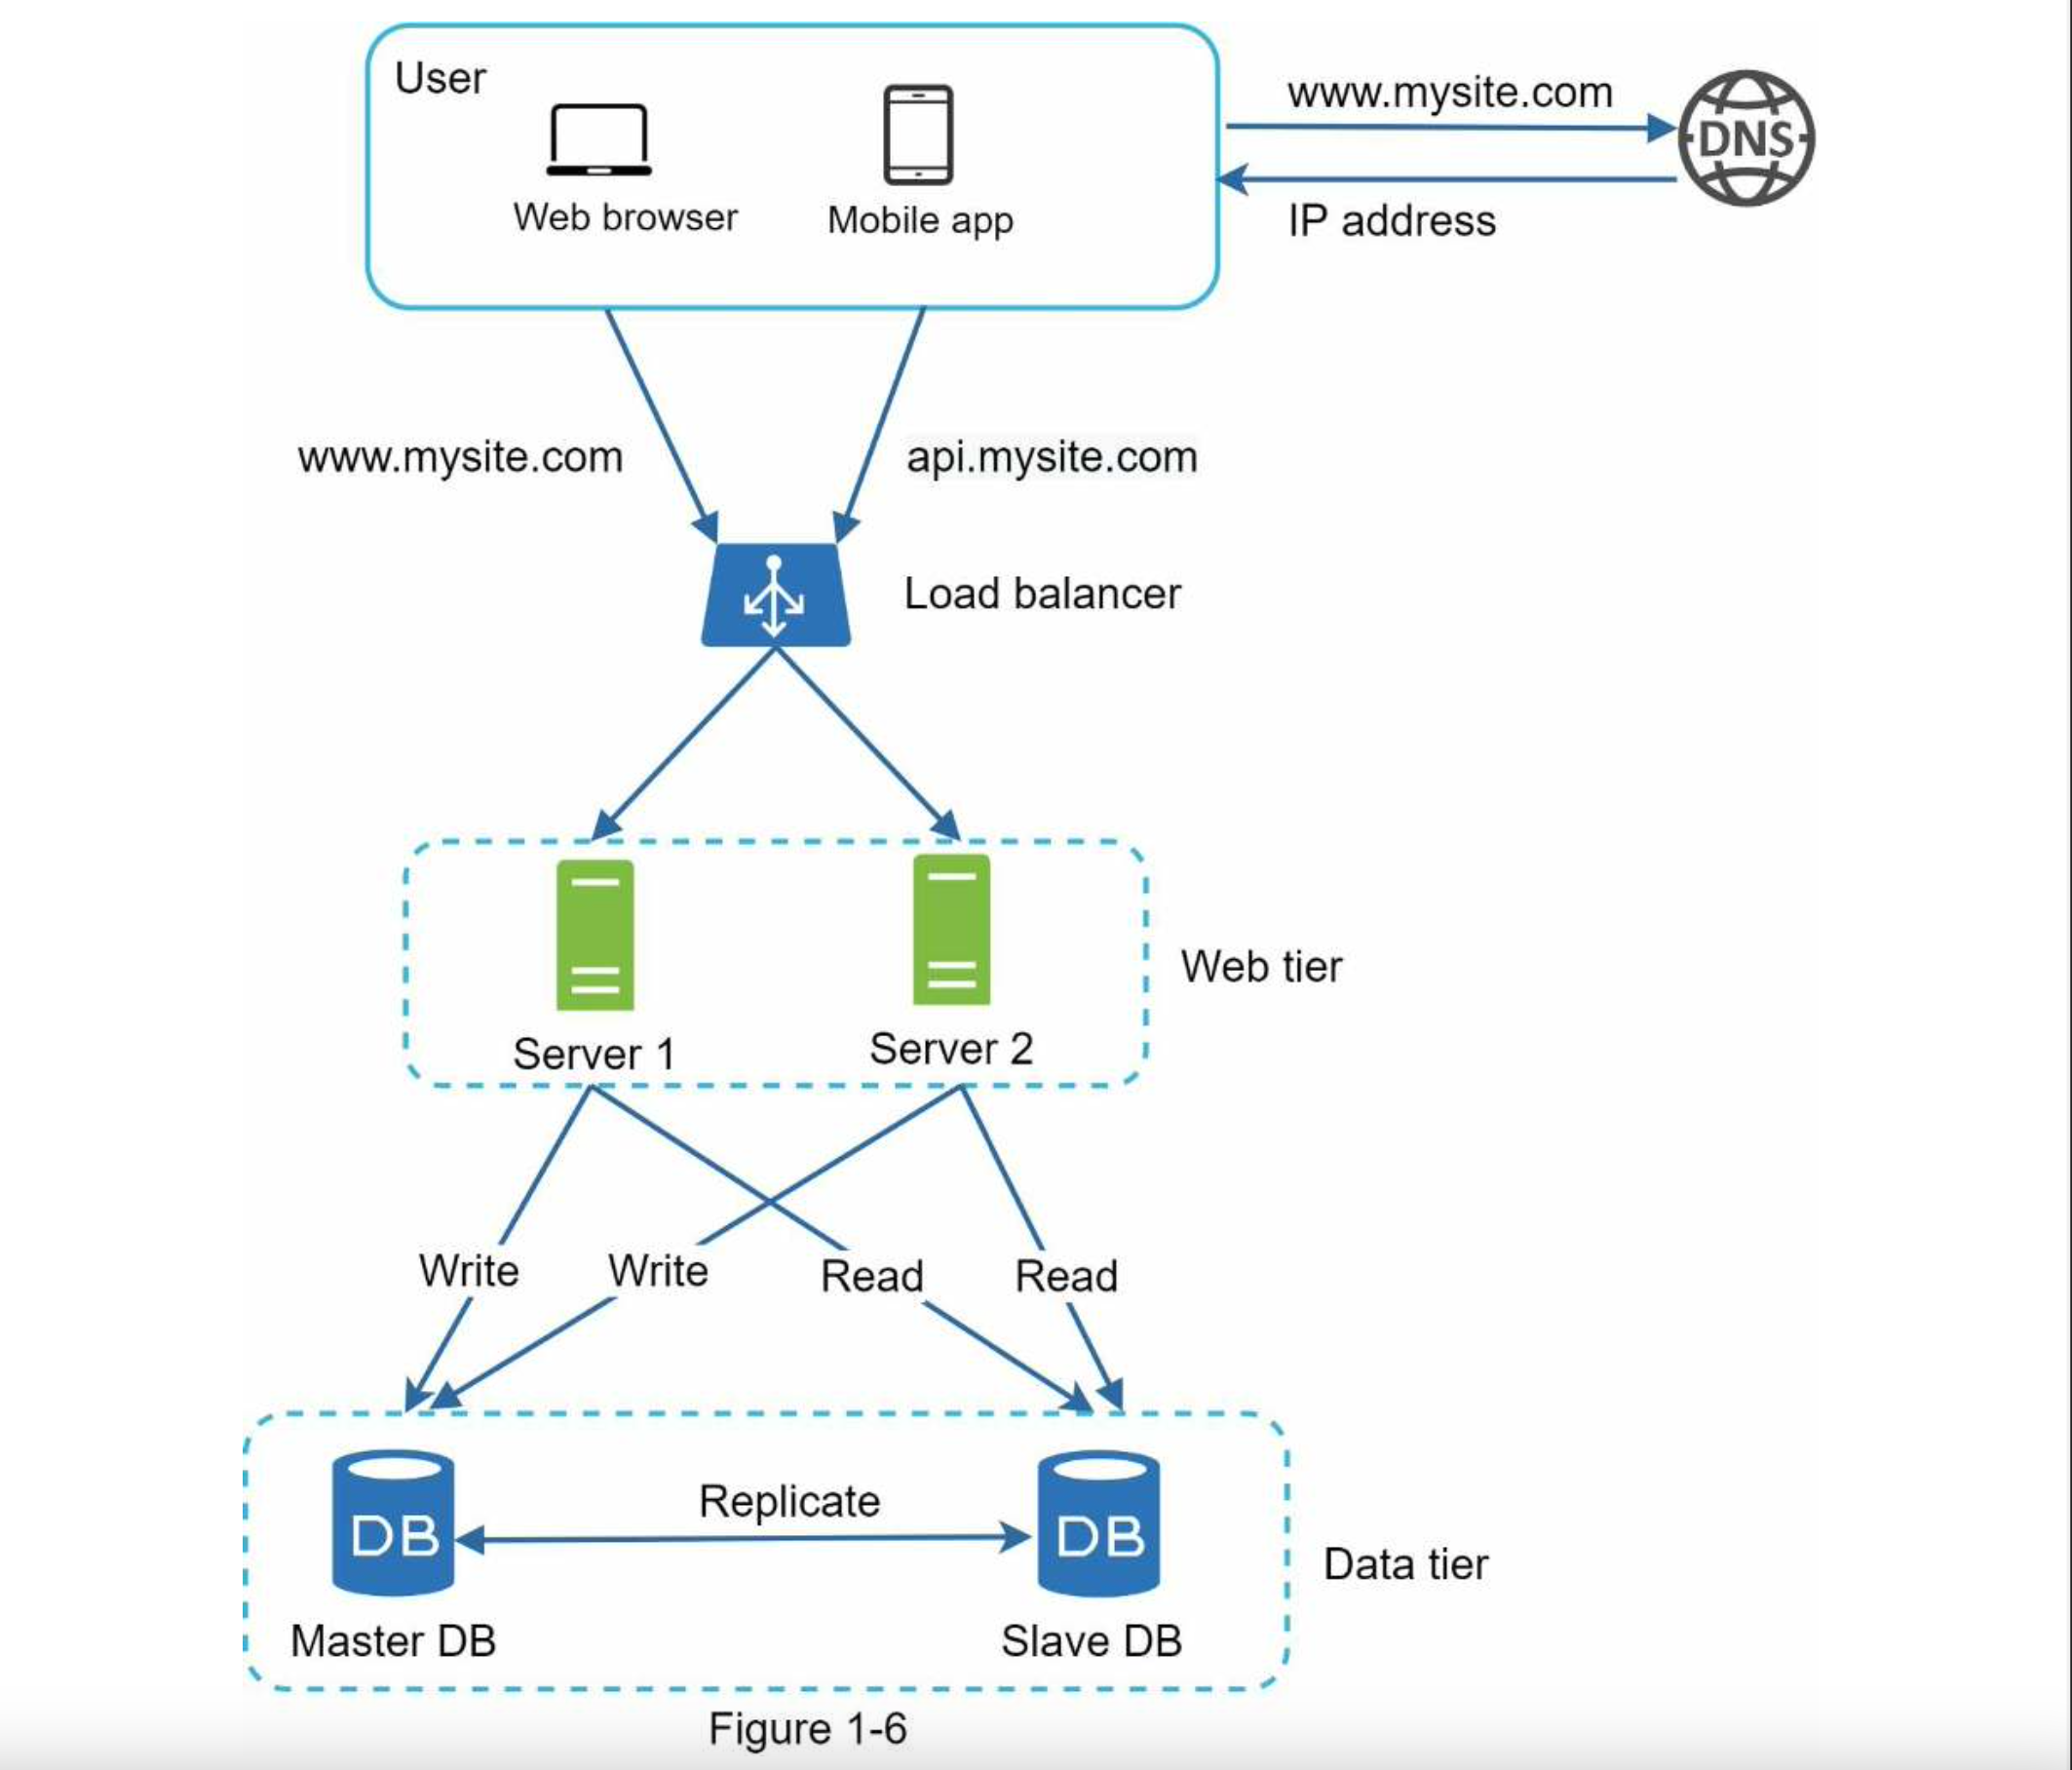 User
www.mysite.com
DNS
Web browser
Mobile app
IP address
www.mysite.com
api.mysite.com
Load balancer
Web tier
Server 1
Server 2
Write
Write
Read
Read
Replicate
DB
DB
Data tier
Master DB
Slave DB
Figure 1-6